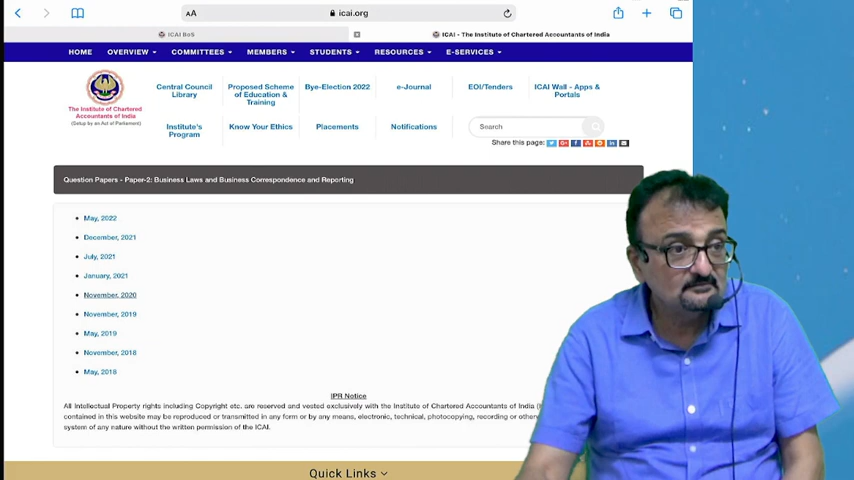 AA
icai.org
ICAI BoS
ICAI - The Institute of Chartered Accountants of India
HOME OVERVIEW COMMITTEES MEMBERS STUDENTS RESOURCES E-SERVICES
The Institute of Chartered
Accountants of India
(Setup by an Act of Parliament)
Central Council
Library
Proposed Scheme
of Education &
Training
Bye-Election 2022
e-Journal
EOI/Tenders
ICAI Wall - Apps &
Portals
Institute's
Program
Know Your Ethics
Placements
Notifications
Search
Share this page:
Question Papers - Paper-2: Business Laws and Business Correspondence and Reporting
May, 2022
December, 2021
July, 2021
January, 2021
November, 2020
November, 2019
May, 2019
November, 2018
May, 2018
IPR Notice
All Intellectual Property rights including Copyright etc. are reserved and vested exclusively with the Institute of Chartered Accountants of India
contained in this website may be reproduced or transmitted in any form or by any means, electronic, technical, photocopying, recording or
system of any nature without the written permission of the ICAI.
Quick Links